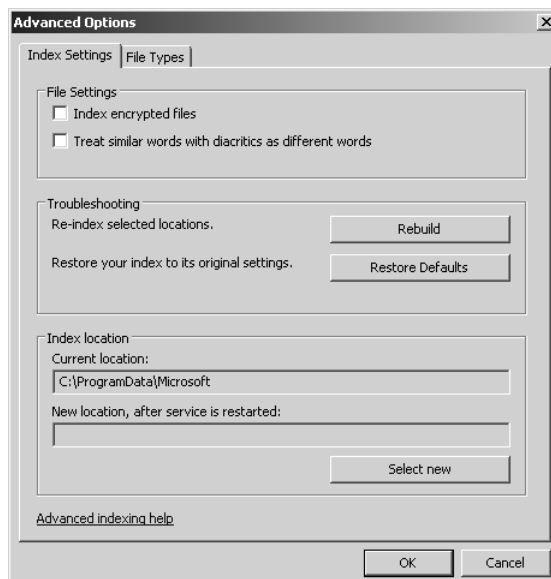 Advanced Options
Index Settings
File Types
File Settings
Index encrypted files
Treat similar words with diacritics as different words
Troubleshooting
Re-index selected locations.
Rebuild
Restore your index to its original settings.
Restore Defaults
Index location
Current location:
C:\ProgramData\Microsoft
New location, after service is restarted:
Select new
Advanced indexing help
OK
Cancel